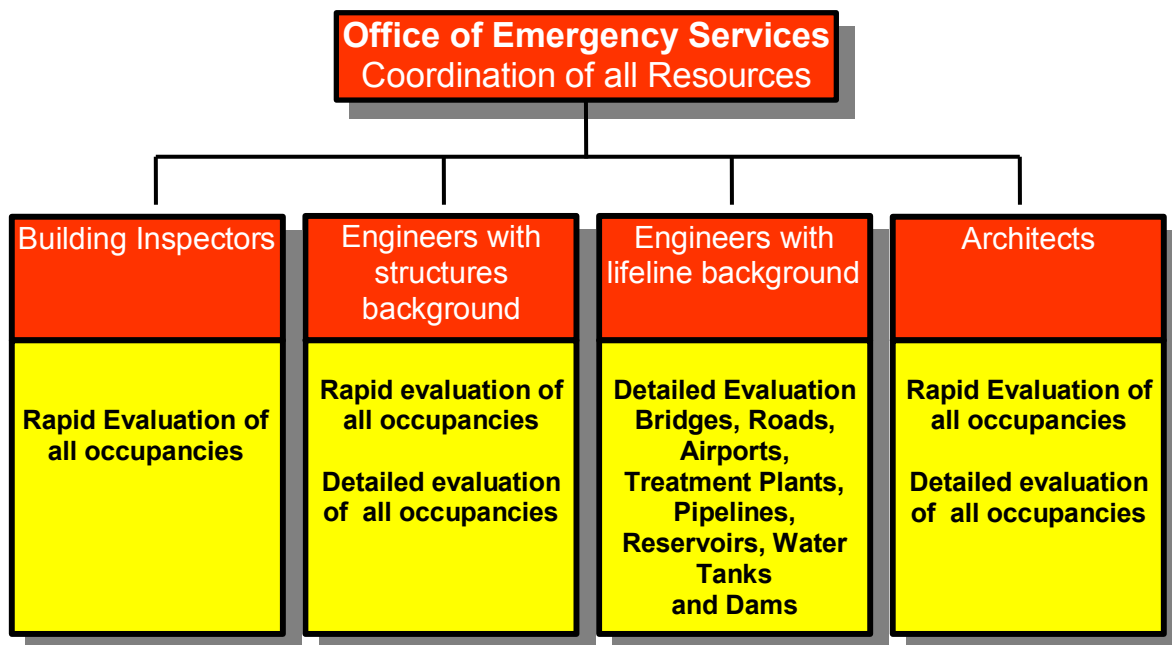 Office of Emergency Services
Coordination of all Resources
Building Inspectors
Rapid Evaluation of
all occupancies
Engineers with
structures
background
Rapid evaluation of
all occupancies
Detailed evaluation
of all occupancies
Engineers with
lifeline background
Detailed Evaluation
Bridges, Roads,
Airports,
Treatment Plants,
Pipelines,
Reservoirs, Water
Tanks
and Dams
Architects
Rapid Evaluation of
all occupancies
Detailed evaluation
of all occupancies